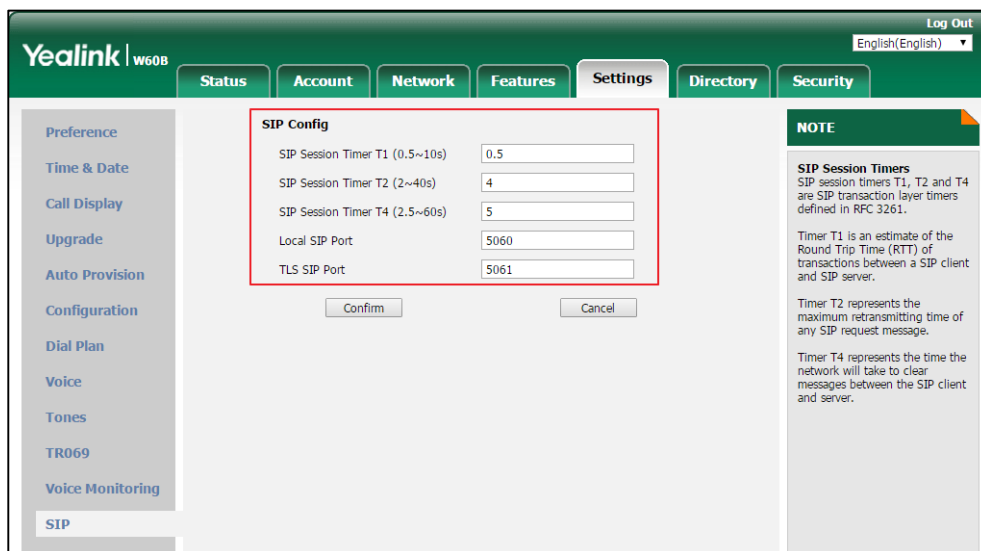 Log Out
Yealink W60B
English(English)
Status Account Network Features Settings Directory Security
Preference
Time & Date
Call Display
Upgrade
Auto Provision
Configuration
Dial Plan
Voice
Tones
TR069
Voice Monitoring
SIP
SIP Config
SIP Session Timer T1 (0.5~10s) 0.5
SIP Session Timer T2 (2~40s) 4
SIP Session Timer T4 (2.5~60s) 5
Local SIP Port 5060
TLS SIP Port 5061
Confirm Cancel
NOTE
SIP Session Timers
SIP session timers T1, T2 and T4
are SIP transaction layer timers
defined in RFC 3261.
Timer T1 is an estimate of the
Round Trip Time (RTT) of
transactions between a SIP client
and SIP server.
Timer T2 represents the
maximum retransmitting time of
any SIP request message.
Timer T4 represents the time the
network will take to clear
messages between the SIP client
and server.